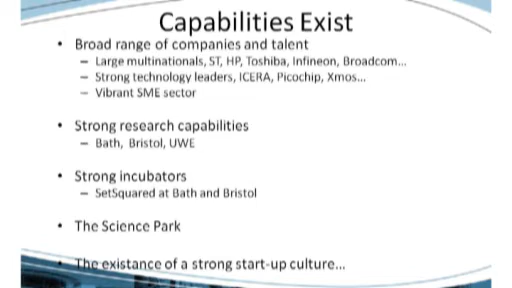 Capabilities Exist
• Broad range of companies and talent
– Large multinationals, ST, HP, Toshiba, Infineon, Broadcom...
– Strong technology leaders, ICERA, Picochip, Xmos...
– Vibrant SME sector
• Strong research capabilities
– Bath, Bristol, UWE
• Strong incubators
– SetSquared at Bath and Bristol
• The Science Park
• The existance of a strong start-up culture...